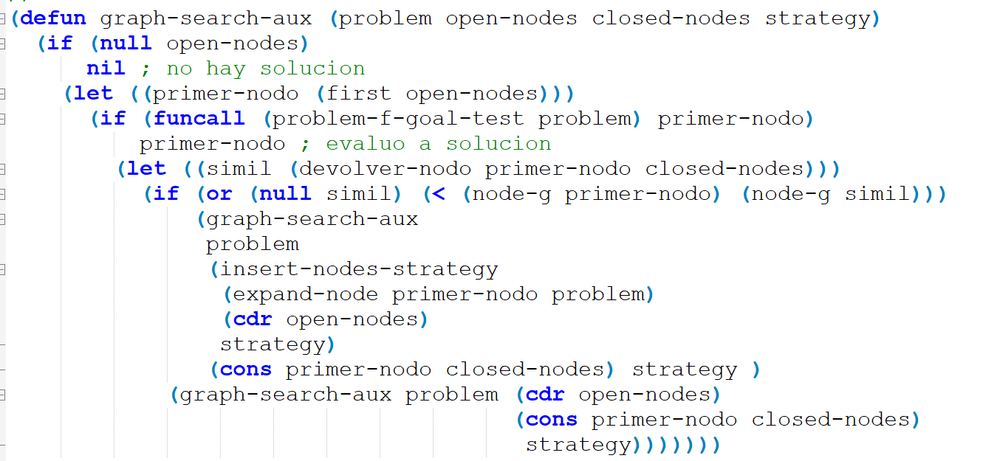 (defun graph-search-aux (problem open-nodes closed-nodes strategy)
(if (null open-nodes)
nil ; no hay solucion
(let ((primer-nodo (first open-nodes)))
(if (funcall (problem-f-goal-test problem) primer-nodo)
primer-nodo ; evaluo a solucion
(let ((simil (devolver-nodo primer-nodo closed-nodes)))
(if (or (null simil) (< (node-g primer-nodo) (node-g simil)))
(graph-search-aux
problem
(insert-nodes-strategy
(expand-node primer-nodo problem)
(cdr open-nodes)
strategy)
(cons primer-nodo closed-nodes) strategy )
(graph-search-aux problem (cdr open-nodes)
(cons primer-nodo closed-nodes)
strategy)))))))